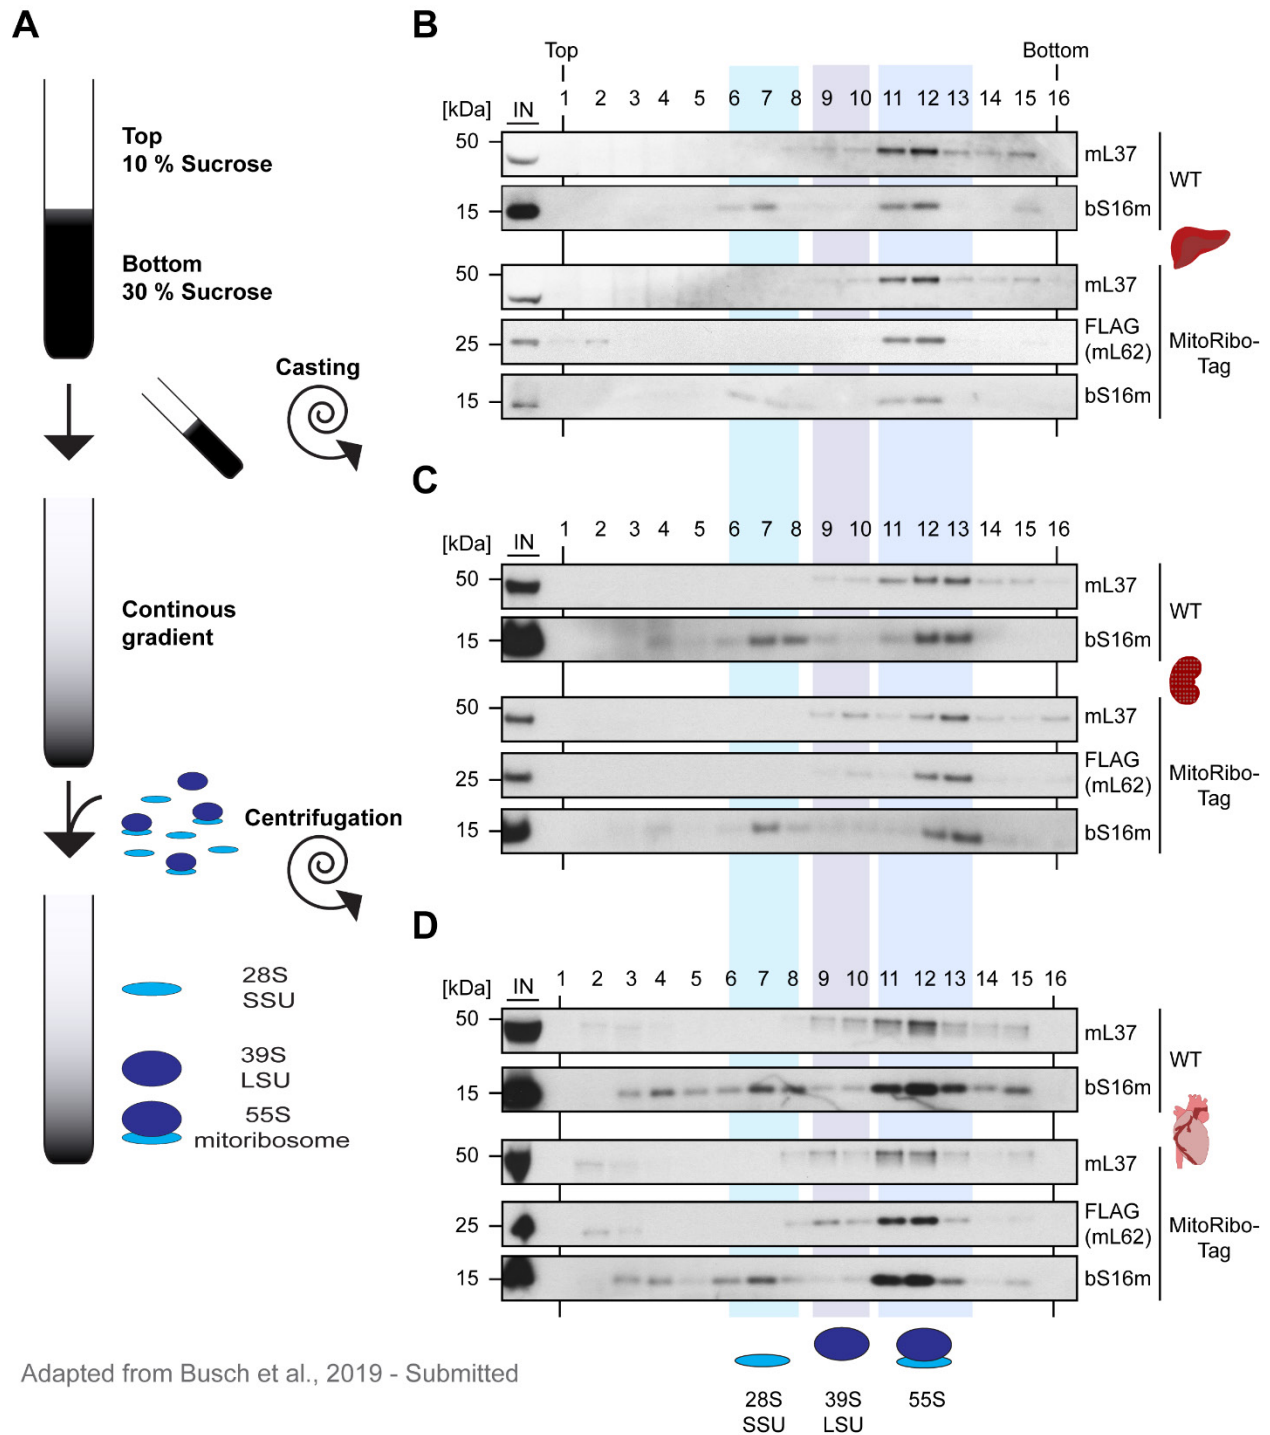 A
Top
10 % Sucrose
Bottom
30 % Sucrose
Casting
Continous
gradient
Centrifugation
28S
SSU
39S
LSU
55S
mitoribosome
B
Top
Bottom
[kDa]
IN
1 2 3 4 5 6 7 8 9 10 11 12 13 14 15 16
50
mL37
15
bS16m
WT
50
mL37
25
FLAG
(mL62)
15
bS16m
MitoRibo-
Tag
C
[kDa]
IN
1 2 3 4 5 6 7 8 9 10 11 12 13 14 15 16
50
mL37
15
bS16m
WT
50
mL37
25
FLAG
(mL62)
15
bS16m
MitoRibo-
Tag
D
[kDa]
IN
1 2 3 4 5 6 7 8 9 10 11 12 13 14 15 16
50
mL37
15
bS16m
WT
50
mL37
25
FLAG
(mL62)
15
bS16m
MitoRibo-
Tag
28S
SSU
39S
LSU
55S
Adapted from Busch et al., 2019 - Submitted